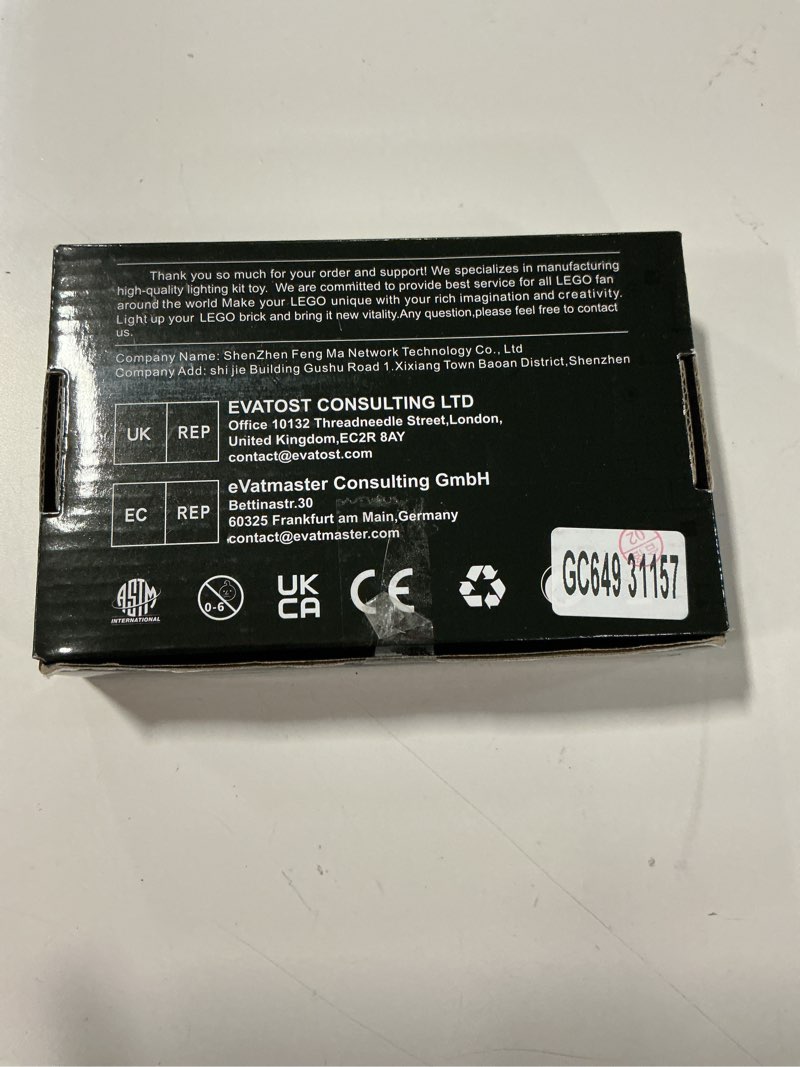 Thank you so much for your order and support! We specializes in manufacturing
high-quality lighting kit toy. We are committed to provide best service for all LEGO fan
around the world Make your LEGO unique with your rich imagination and creativity.
Light up your LEGO brick and bring it new vitality.Any question,please feel free to contact
us.
Company Name: ShenZhen Feng Ma Network Technology Co., Ltd
Company Add: shi jie Building Gushu Road 1.Xixiang Town Baoan District,Shenzhen
UK REP
EVATOST CONSULTING LTD
Office 10132 Threadneedle Street,London,
United Kingdom,EC2R 8AY
contact@evatost.com
EC REP
eVatmaster Consulting GmbH
Bettinastr.30
60325 Frankfurt am Main,Germany
contact@evatmaster.com
ASTM
INTERNATIONAL
0-6
UK
CA
CE
GC649 31157
02